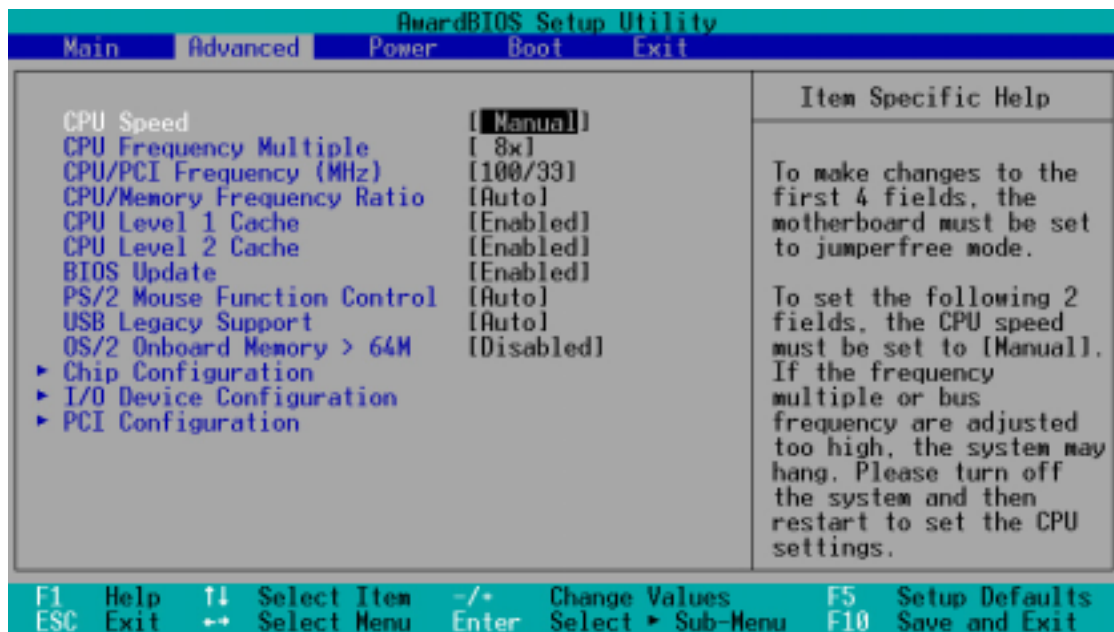 AwardBIOS Setup Utility
Main Advanced Power Boot Exit
CPU Speed [ Manual]
CPU Frequency Multiple [ 8x]
CPU/PCI Frequency (MHz) [100/33]
CPU/Memory Frequency Ratio [Auto]
CPU Level 1 Cache [Enabled]
CPU Level 2 Cache [Enabled]
BIOS Update [Enabled]
PS/2 Mouse Function Control [Auto]
USB Legacy Support [Auto]
OS/2 Onboard Memory > 64M [Disabled]
► Chip Configuration
► I/O Device Configuration
► PCI Configuration
Item Specific Help
To make changes to the
first 4 fields, the
motherboard must be set
to jumperfree mode.
To set the following 2
fields, the CPU speed
must be set to [Manual].
If the frequency
multiple or bus
frequency are adjusted
too high, the system may
hang. Please turn off
the system and then
restart to set the CPU
settings.
F1 Help ↑↓ Select Item -/+ Change Values F5 Setup Defaults
ESC Exit ←→ Select Menu Enter Select ► Sub-Menu F10 Save and Exit